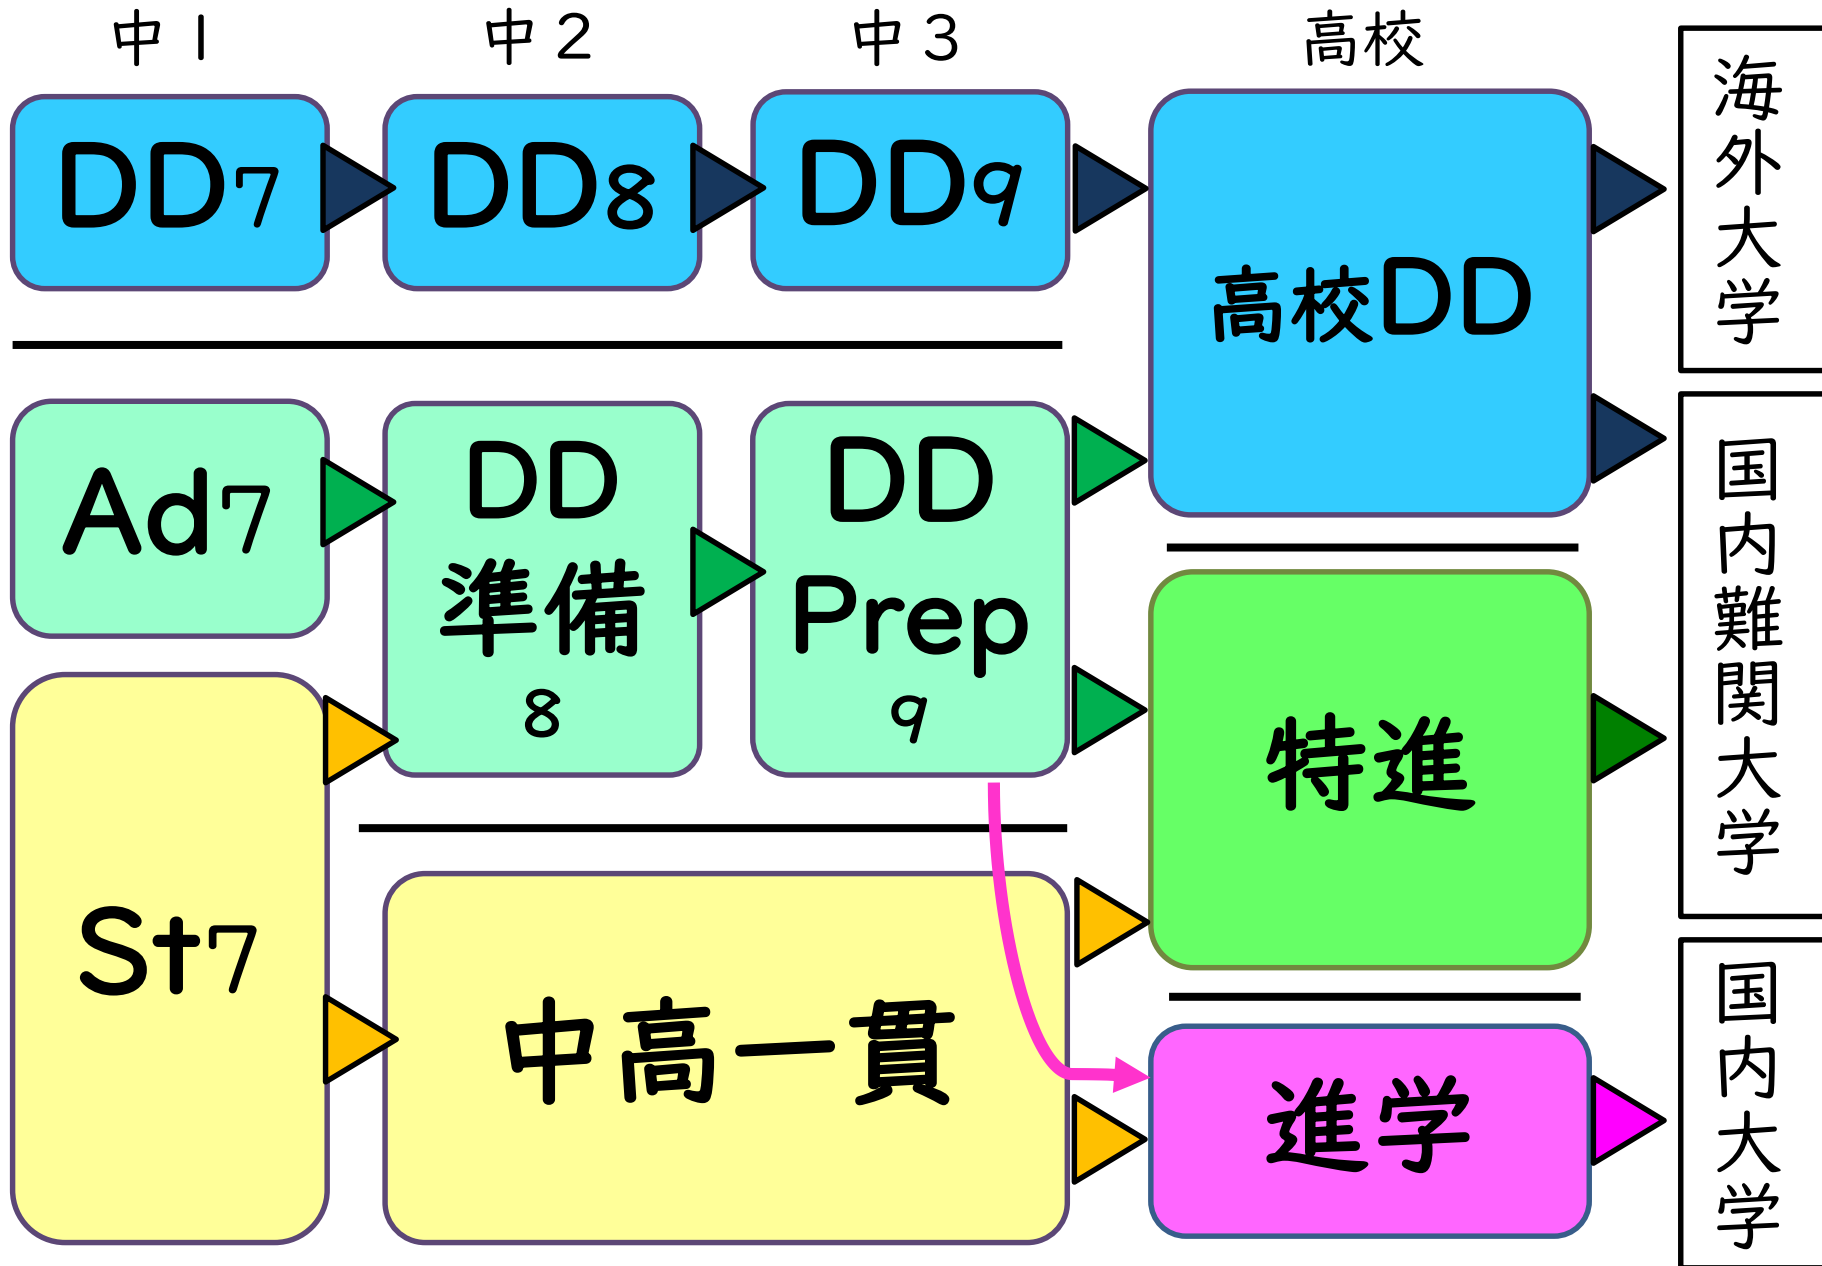 中１
中２
中３
高校
DD7
DD8
DD9
高校DD
海外大学
Ad7
DD
準備
8
DD
Prep
9
国内難関大学
特進
St7
中高一貫
進学
国内大学